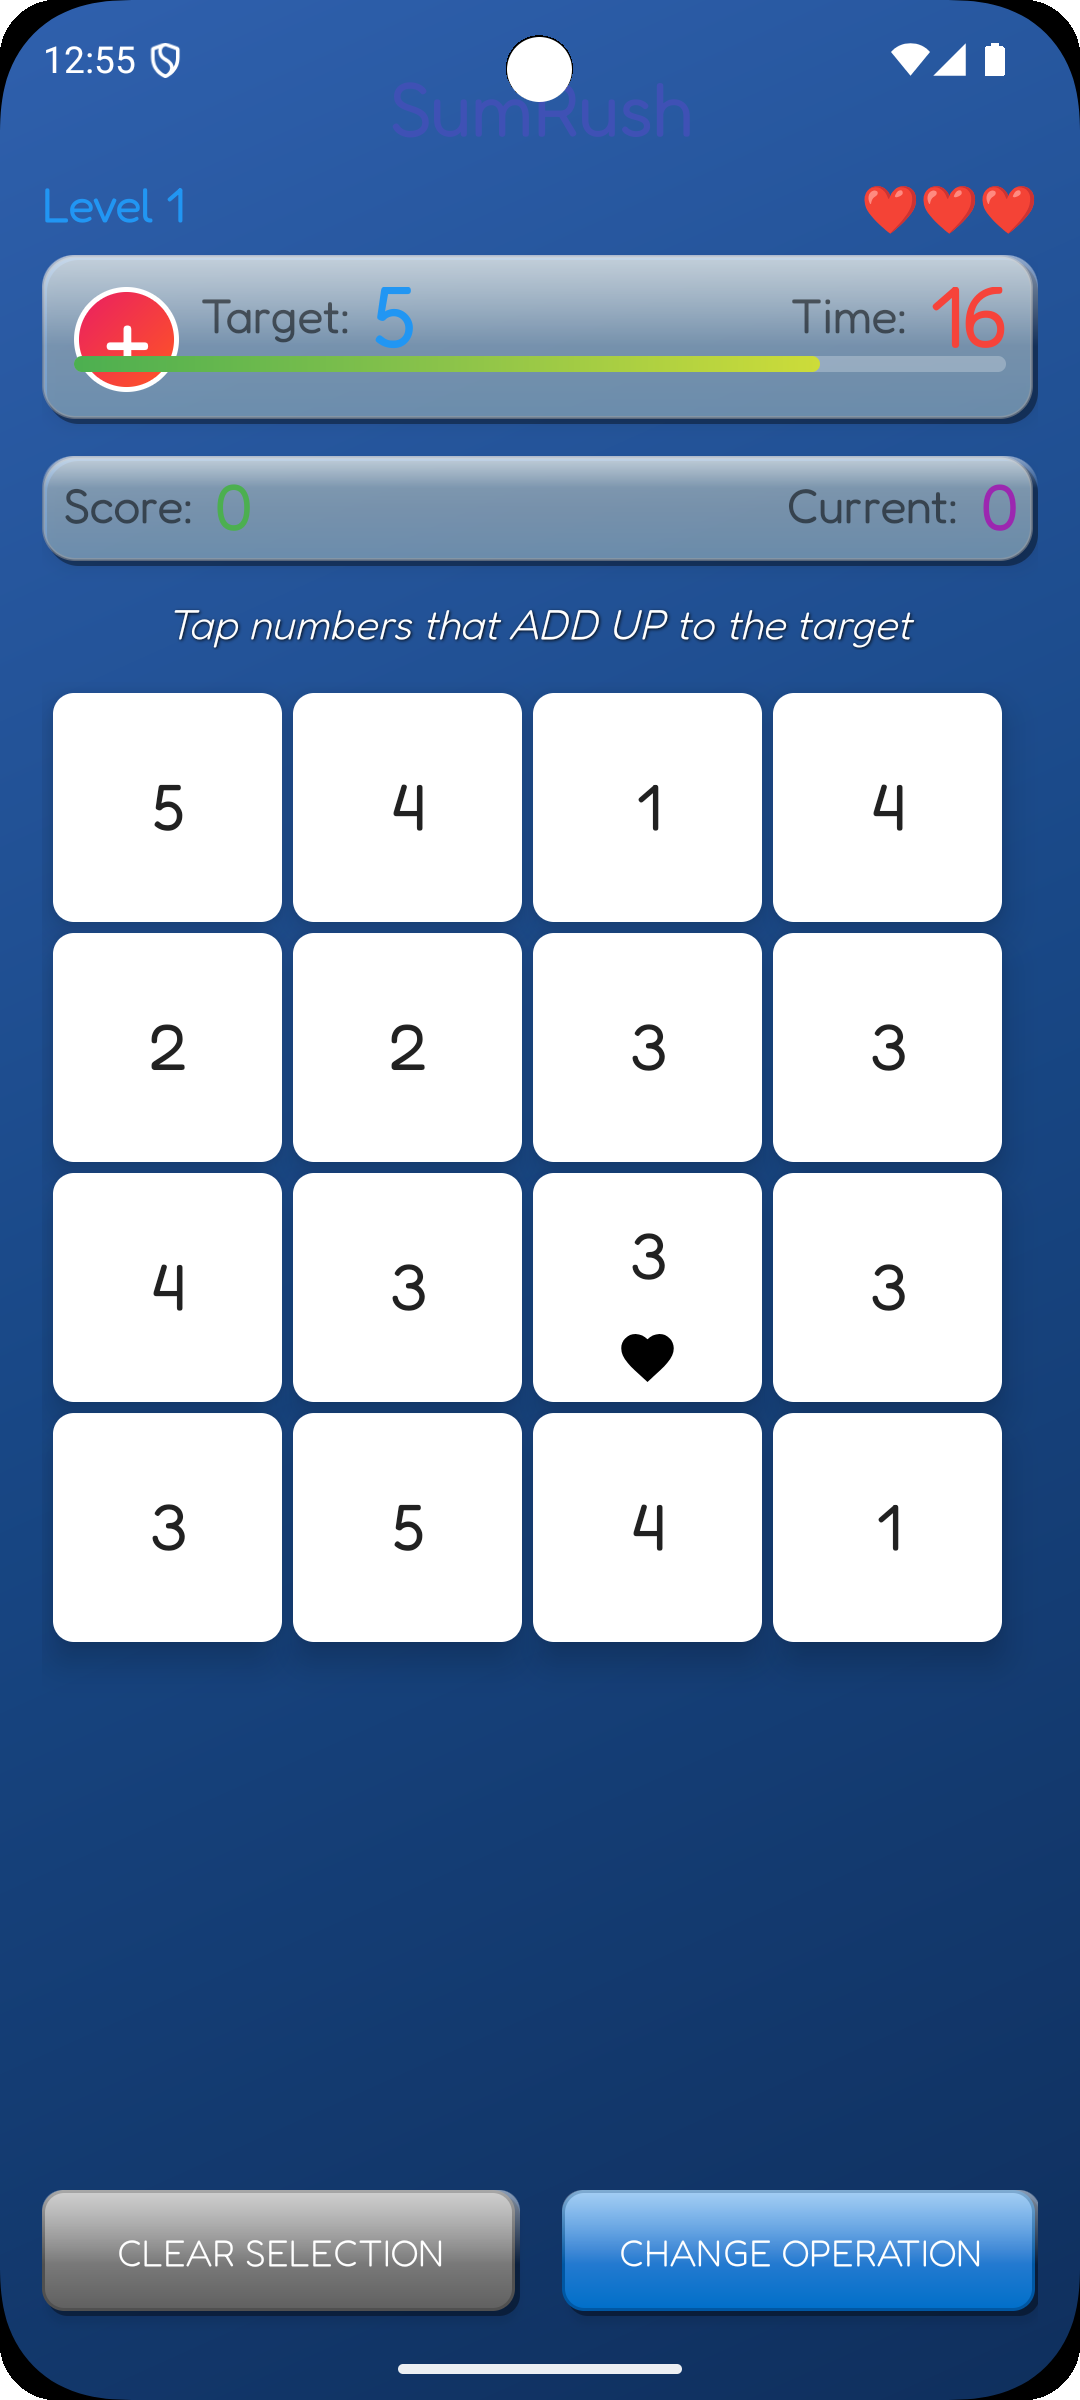 12:55
SumRush
Level 1
Target: 5 Time: 16
+
Score: 0 Current: 0
Tap numbers that ADD UP to the target
5 4 1 4
2 2 3 3
4 3 3 3
3 5 4 1
CLEAR SELECTION CHANGE OPERATION